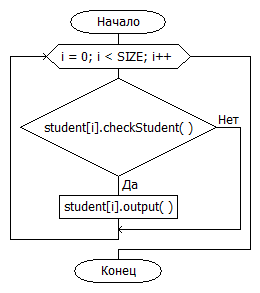 Начало
i = 0; i < SIZE; i++
student[i].checkStudent( )
Нет
Да
student[i].output( )
Конец